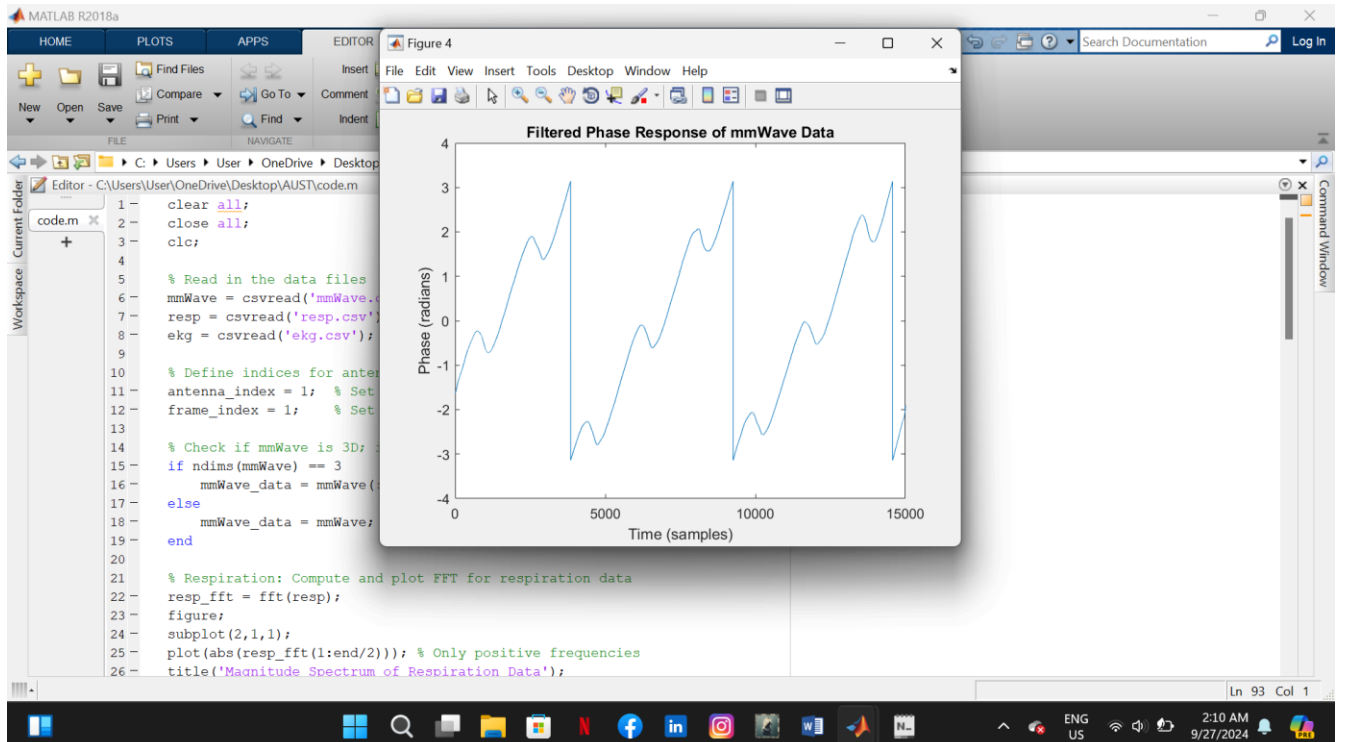 MATLAB R2018a
HOME PLOTS APPS EDITOR
Search Documentation Log In
New Open Save
Find Files
Compare
Print
Go To
Find
Insert
Comment
Indent
FILE NAVIGATE
C: Users User OneDrive Desktop
Editor - C:\Users\User\OneDrive\Desktop\AUST\code.m
code.m
Current Folder
Workspace
Command Window
1 clear all;
2 close all;
3 clc;
4
5 % Read in the data files
6 mmWave = csvread('mmWave.
7 resp = csvread('resp.csv'
8 ekg = csvread('ekg.csv');
9
10 % Define indices for anten
11 antenna_index = 1; % Set
12 frame_index = 1; % Set
13
14 % Check if mmWave is 3D;
15 if ndims(mmWave) == 3
16 mmWave_data = mmWave(
17 else
18 mmWave_data = mmWave;
19 end
20
21 % Respiration: Compute and plot FFT for respiration data
22 resp_fft = fft(resp);
23 figure;
24 subplot(2,1,1);
25 plot(abs(resp_fft(1:end/2))); % Only positive frequencies
26 title('Magnitude Spectrum of Respiration Data');
Figure 4
File Edit View Insert Tools Desktop Window Help
Filtered Phase Response of mmWave Data
Phase (radians)
4
3
2
1
0
-1
-2
-3
-4
0 5000 10000 15000
Time (samples)
Ln 93 Col 1
ENG
US
2:10 AM
9/27/2024